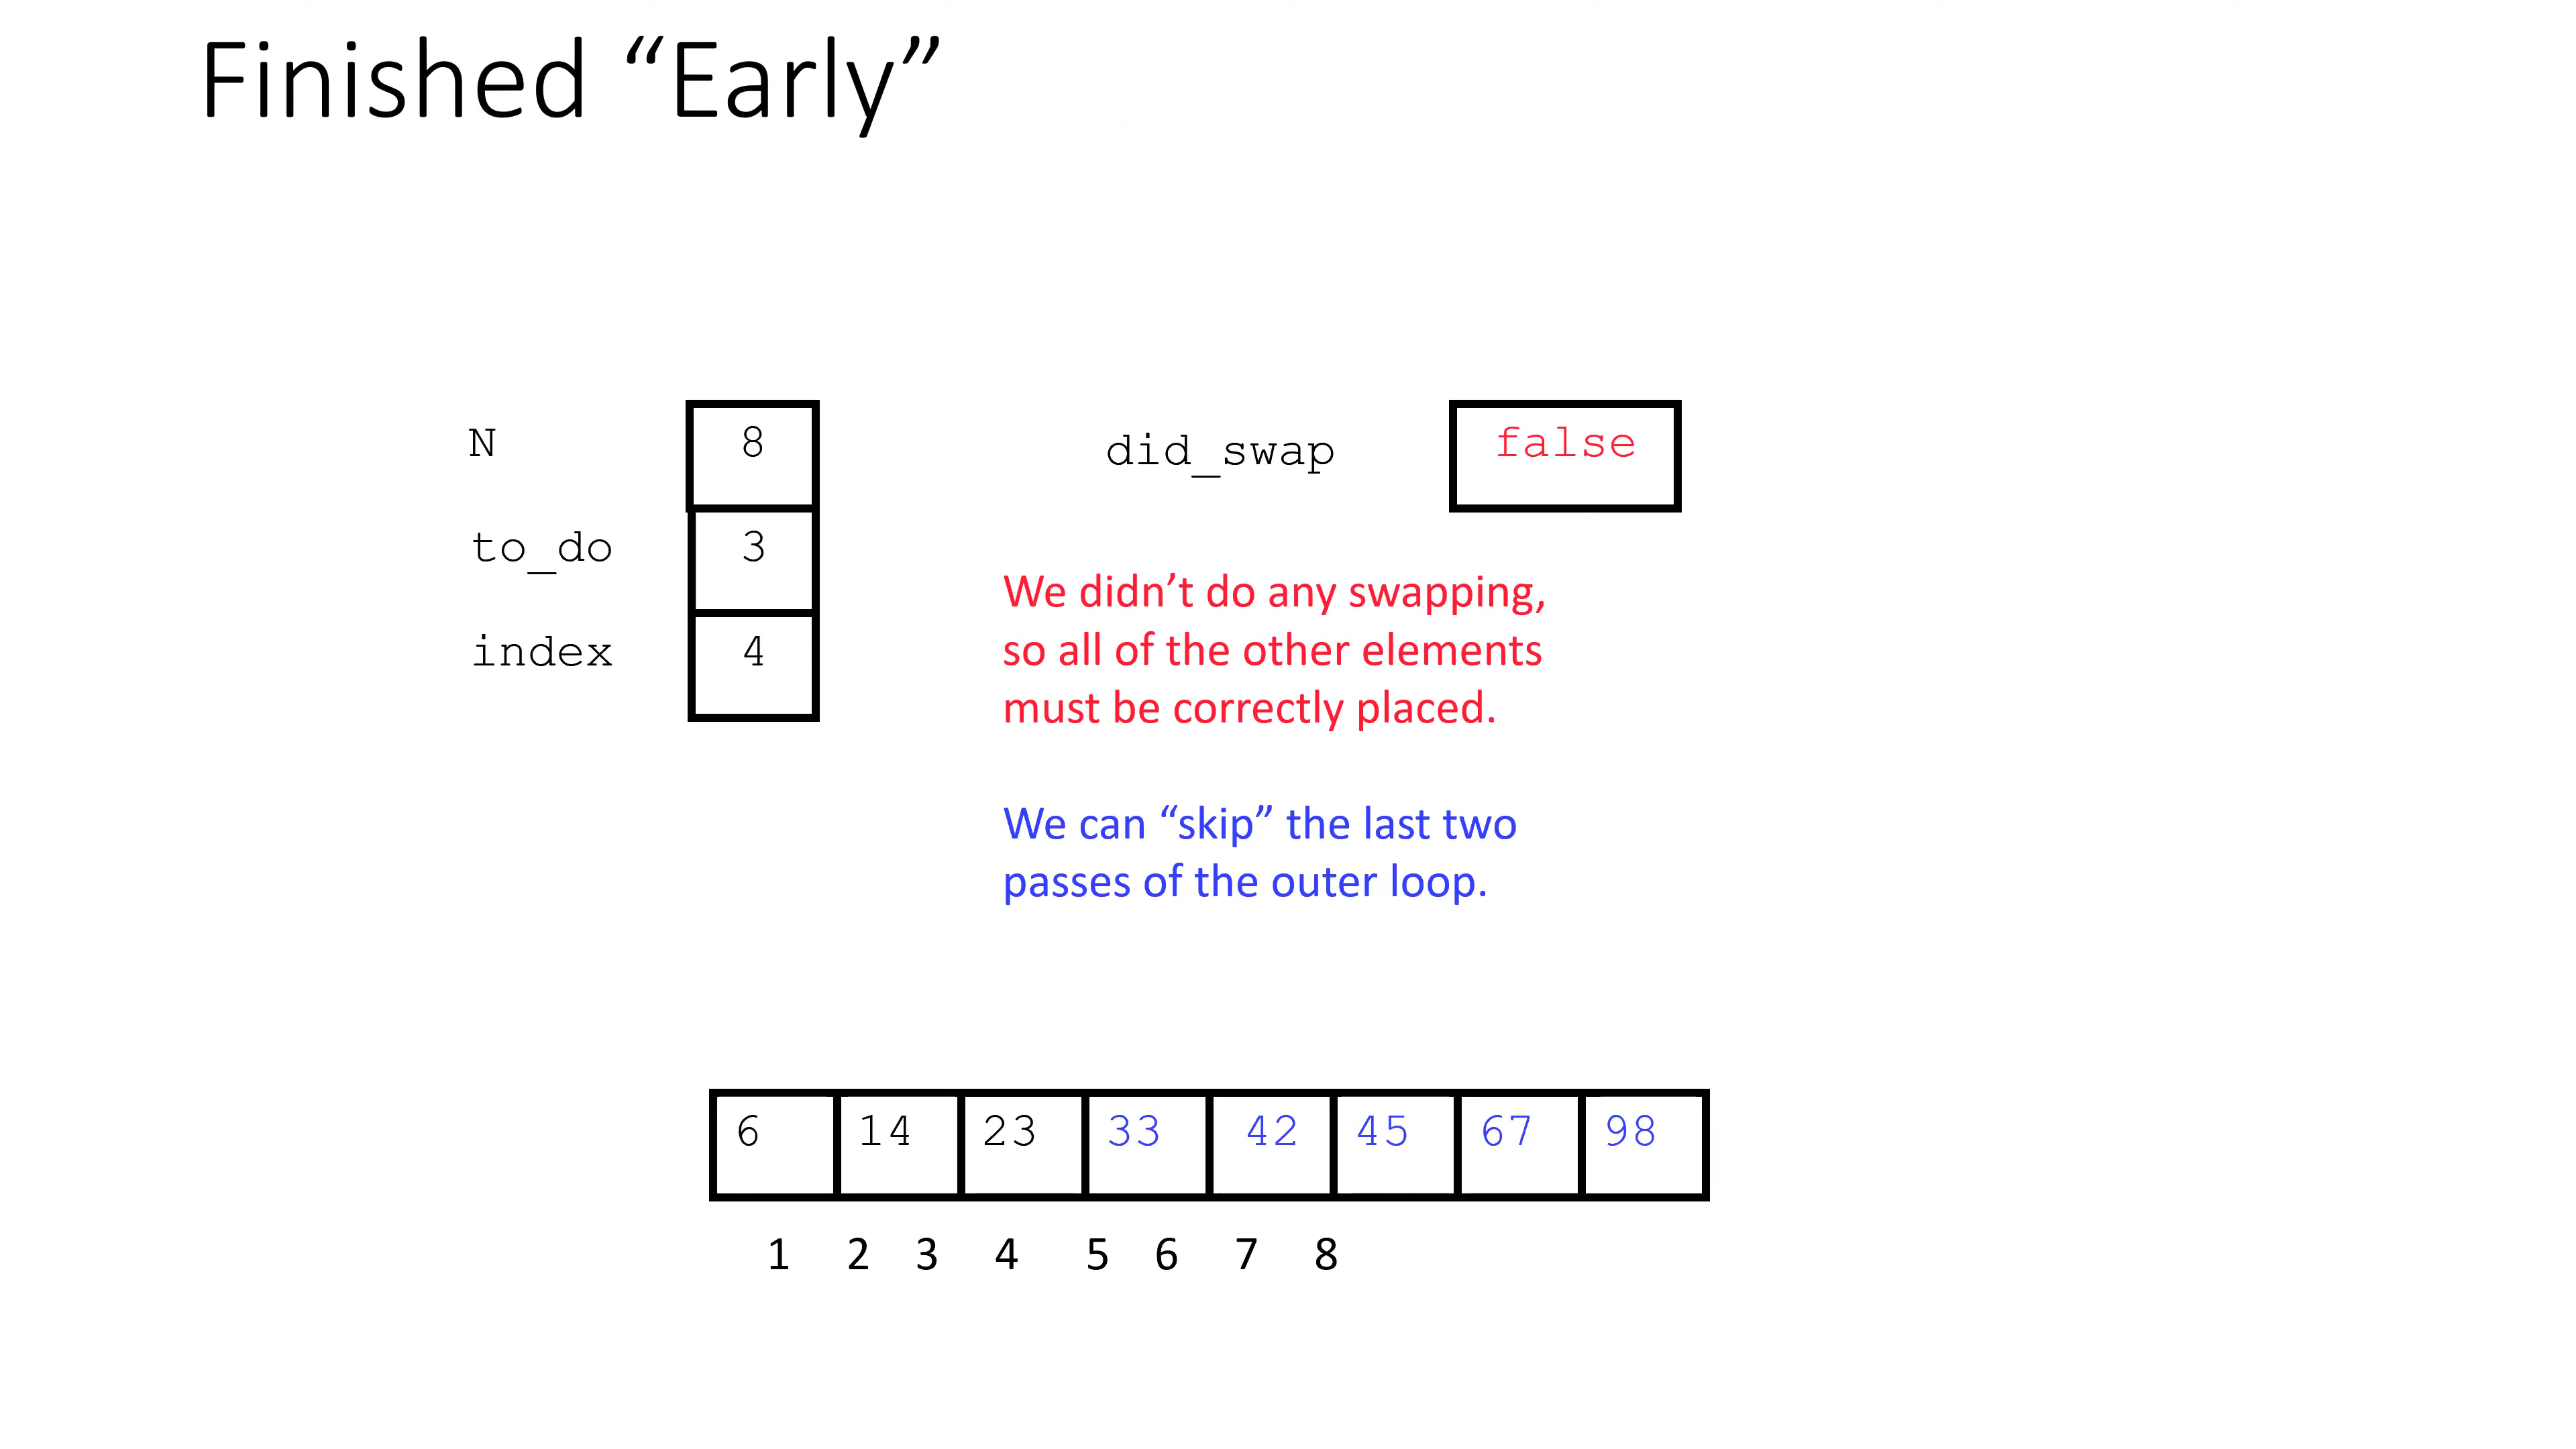 Finished “Early”
N 8 did_swap false
to_do 3
index 4
We didn’t do any swapping,
so all of the other elements
must be correctly placed.
We can “skip” the last two
passes of the outer loop.
6 14 23 33 42 45 67 98
1 2 3 4 5 6 7 8